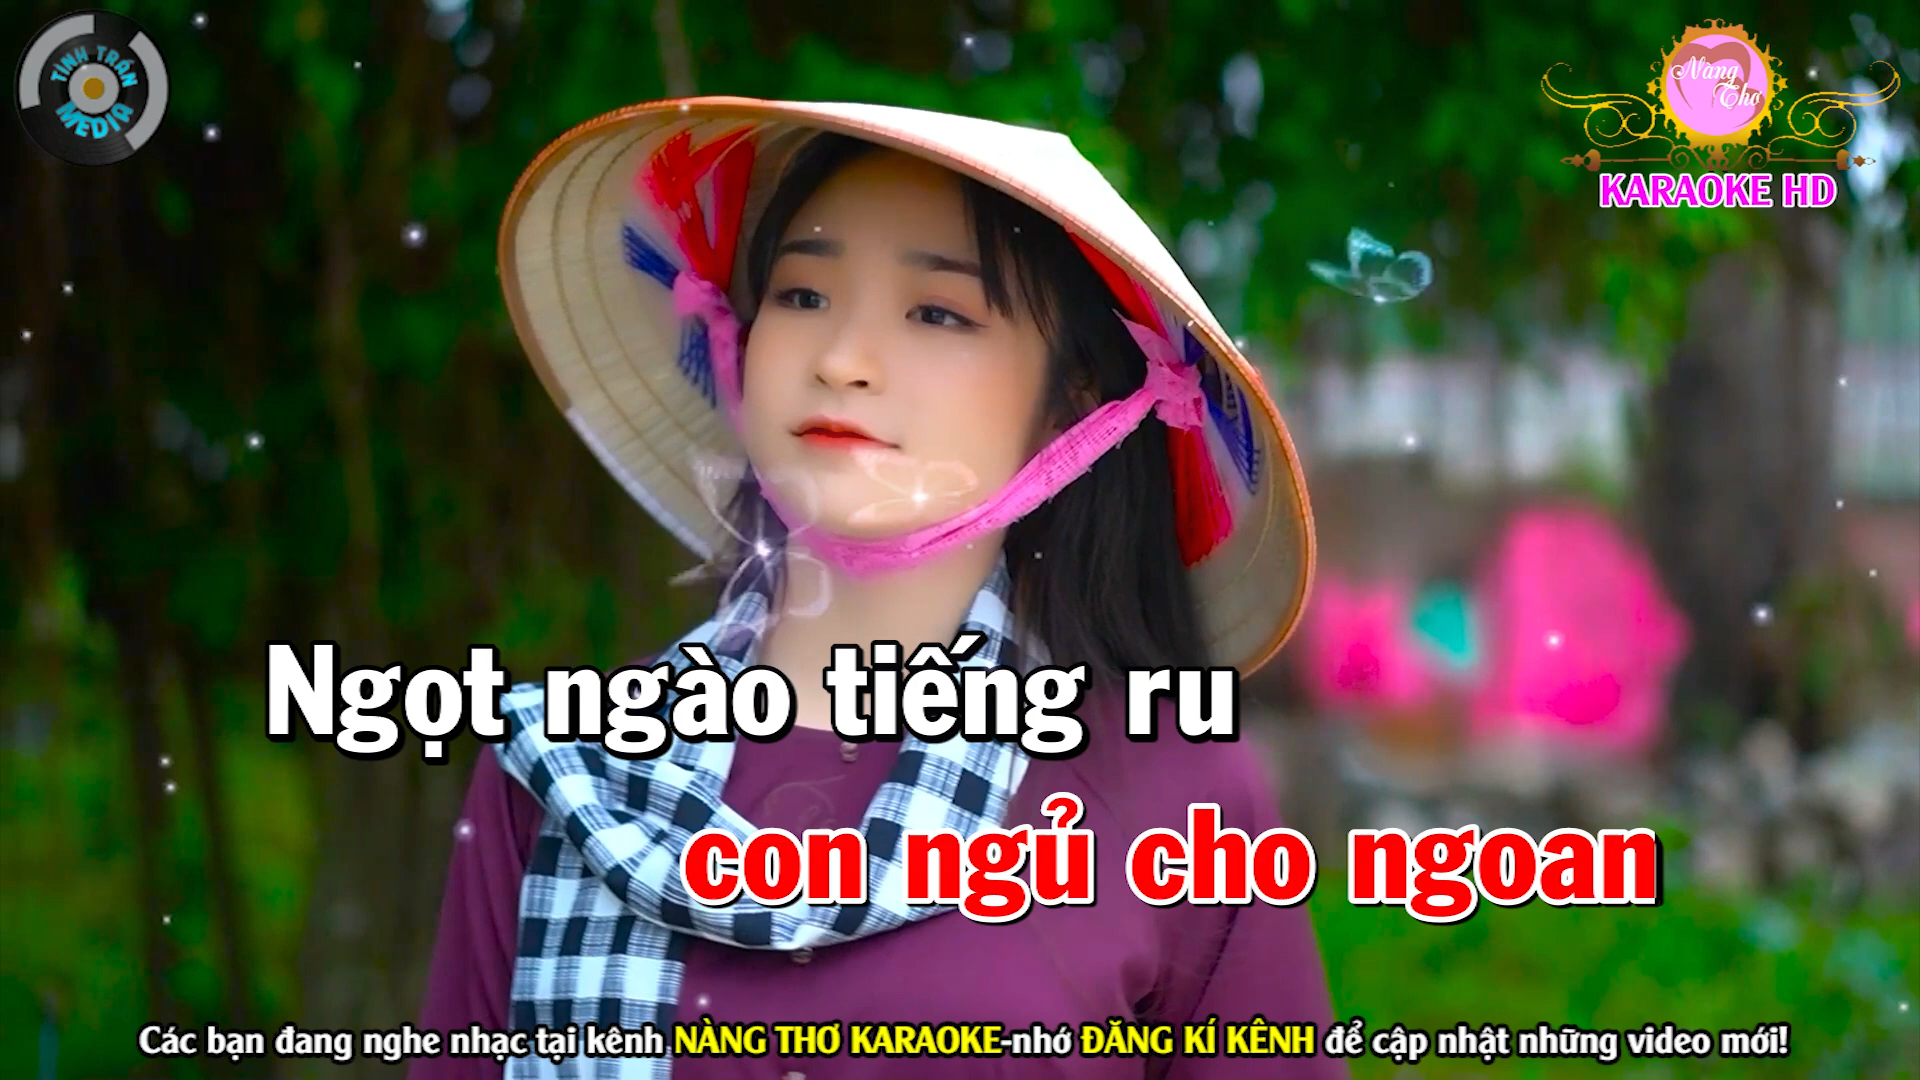 TÌNH TRẦN
MEDIA
Nàng
Thơ
KARAOKE HD
Ngọt ngào tiếng ru
con ngủ cho ngoan
Các bạn đang nghe nhạc tại kênh NÀNG THƠ KARAOKE-nhớ ĐĂNG KÍ KÊNH để cập nhật những video mới!